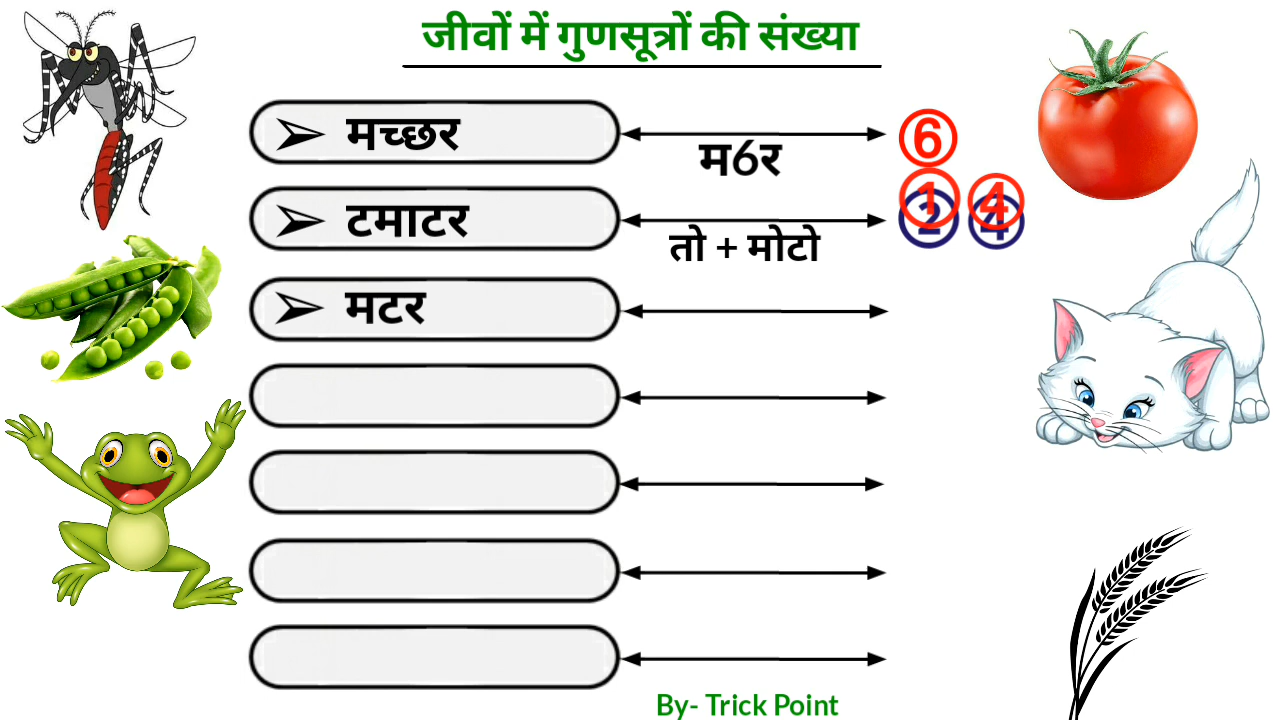 जीवों में गुणसूत्रों की संख्या
➢ मच्छर
म6र
⑥
➢ टमाटर
तो + मोटो
② ④
① ④
➢ मटर
By- Trick Point